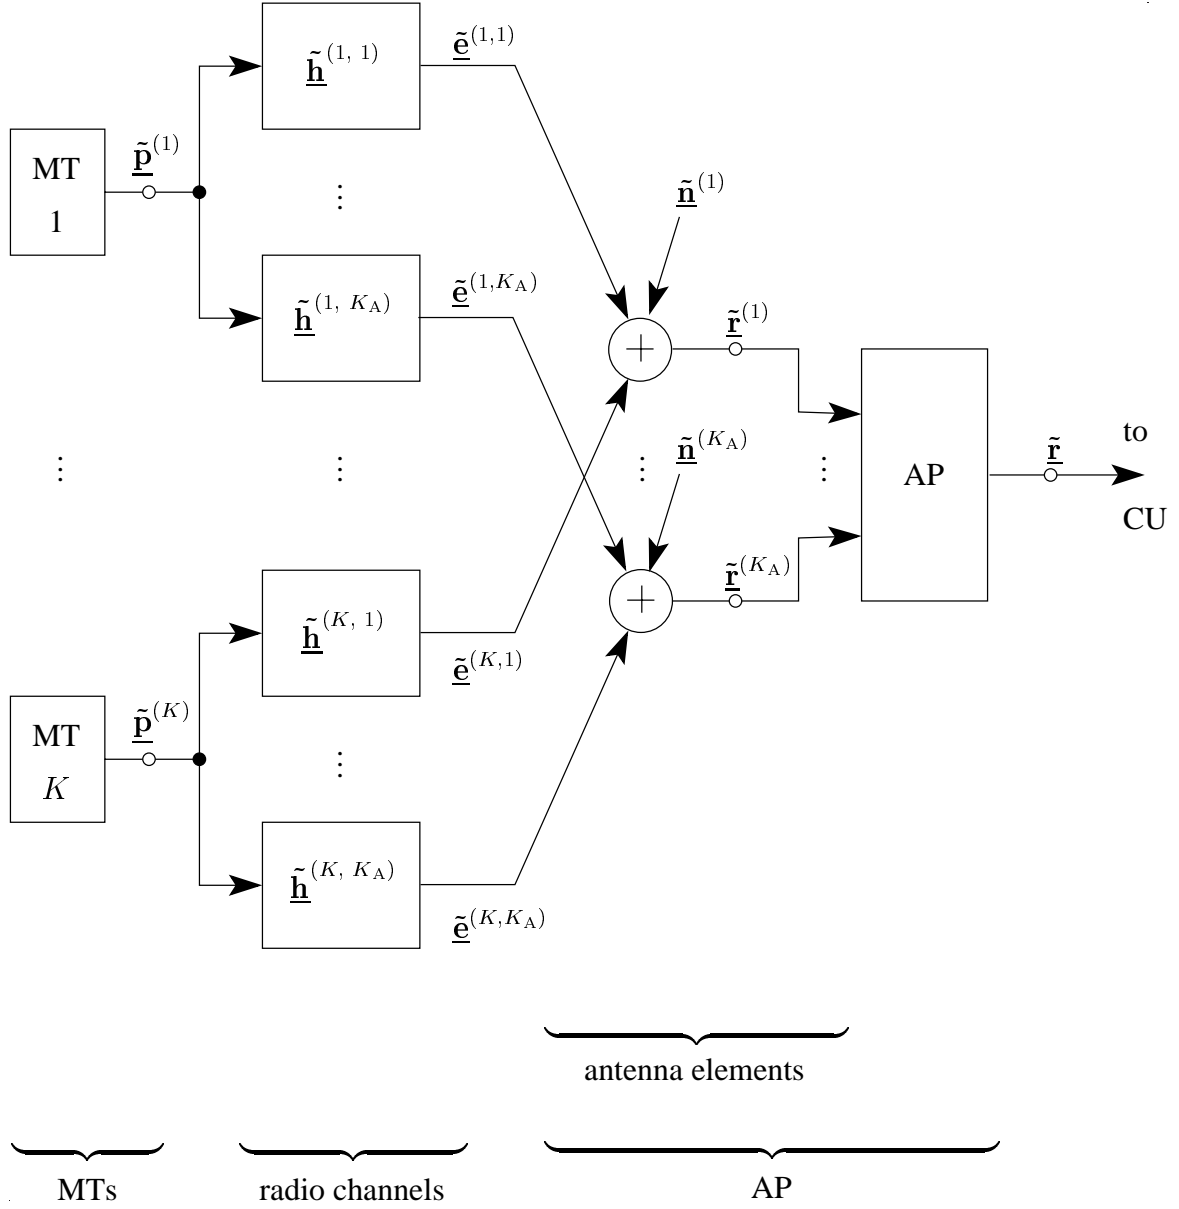 MT
1
p̲̃^(1)
h̲̃^(1, 1)
ẽ̲^(1,1)
⋮
h̲̃^(1, K_A)
ẽ̲^(1,K_A)
ñ̲^(1)
+
r̲̃^(1)
⋮
⋮
ñ̲^(K_A)
⋮
⋮
AP
r̲̃
to
CU
+
r̲̃^(K_A)
h̲̃^(K, 1)
ẽ̲^(K,1)
MT
K
p̲̃^(K)
⋮
h̲̃^(K, K_A)
ẽ̲^(K,K_A)
antenna elements
MTs
radio channels
AP